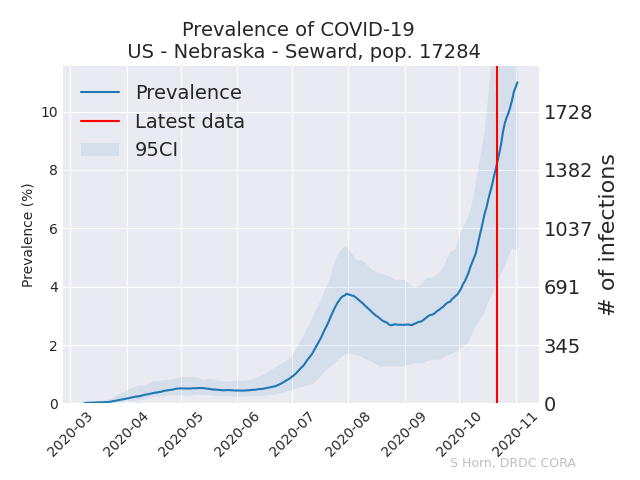 Prevalence of COVID-19
US - Nebraska - Seward, pop. 17284
Prevalence
Latest data
95CI
Prevalence (%)
10
8
6
4
2
0
1728
1382
1037
691
345
0
# of infections
2020-03
2020-04
2020-05
2020-06
2020-07
2020-08
2020-09
2020-10
2020-11
S Horn, DRDC CORA